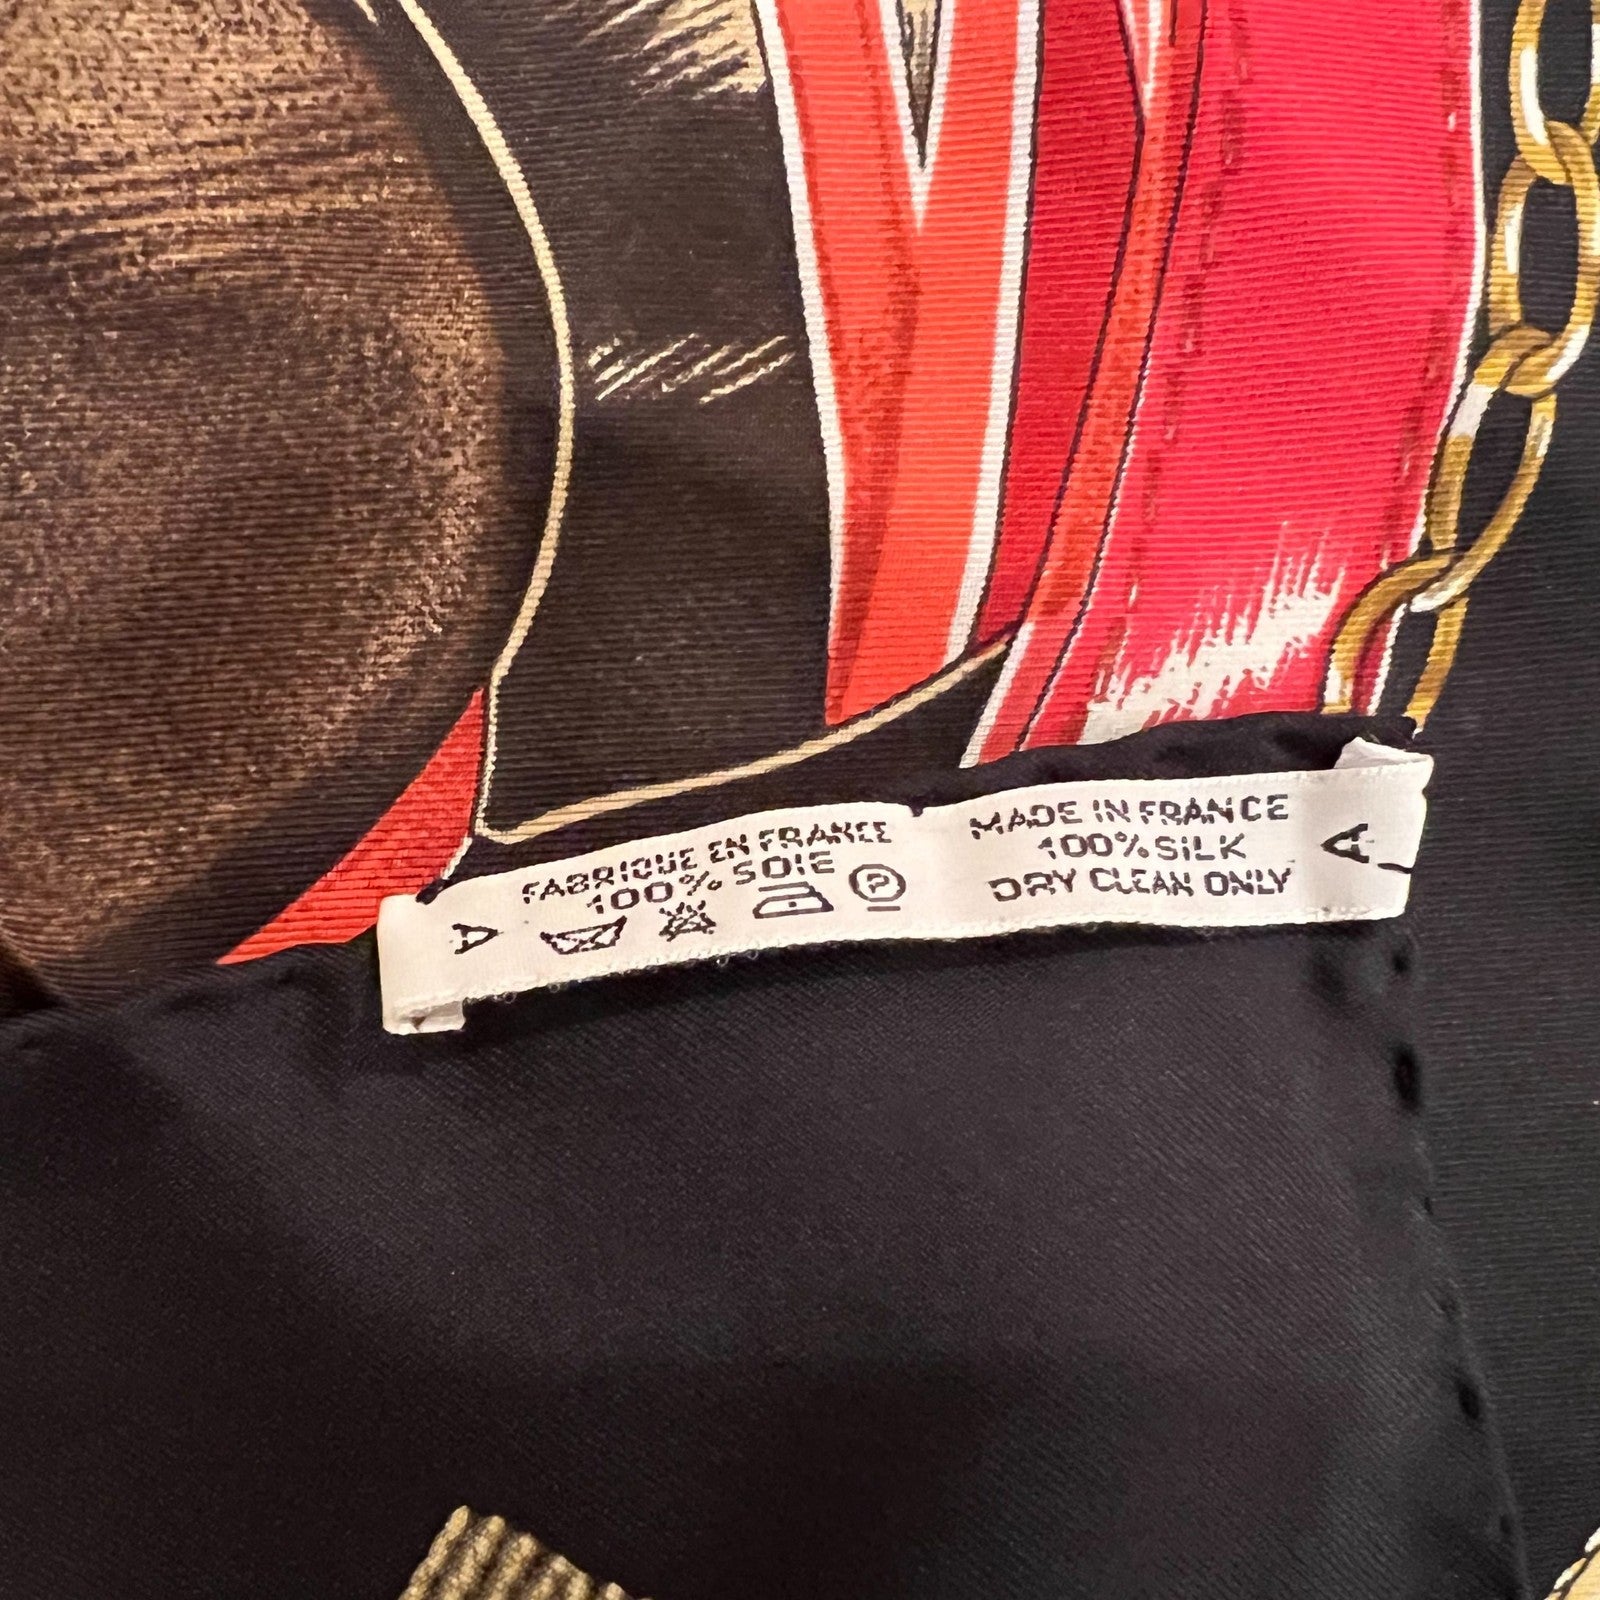 A
FABRIQUE EN FRANCE
100% SOIE
P
MADE IN FRANCE
100% SILK
DRY CLEAN ONLY
A